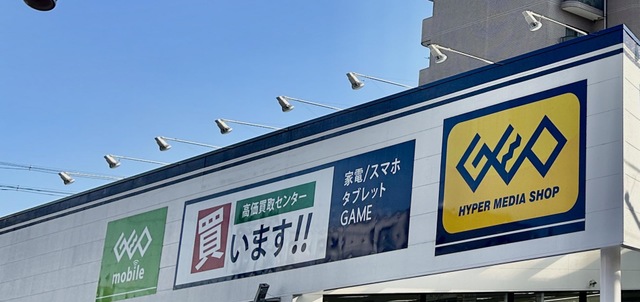 GEO
mobile
高価買取センター
買います!!
家電/スマホ
タブレット
GAME
GEO
HYPER MEDIA SHOP